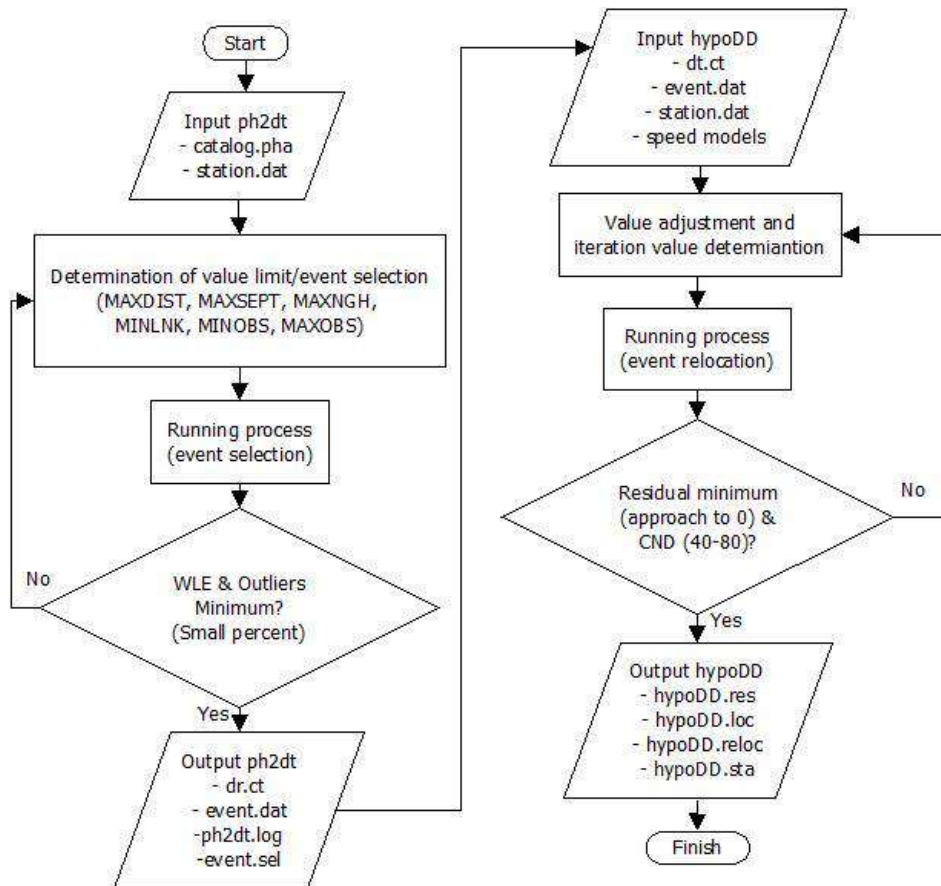 Start
Input ph2dt
- catalog.pha
- station.dat
Determination of value limit/event selection
(MAXDIST, MAXSEPT, MAXNGH,
MINLNK, MINOBS, MAXOBS)
Running process
(event selection)
No
WLE & Outliers
Minimum?
(Small percent)
Yes
Output ph2dt
- dr.ct
- event.dat
-ph2dt.log
-event.sel
Input hypoDD
- dt.ct
- event.dat
- station.dat
- speed models
Value adjustment and
iteration value determiantion
Running process
(event relocation)
No
Residual minimum
(approach to 0) &
CND (40-80)?
Yes
Output hypoDD
- hypoDD.res
- hypoDD.loc
- hypoDD.reloc
- hypoDD.sta
Finish